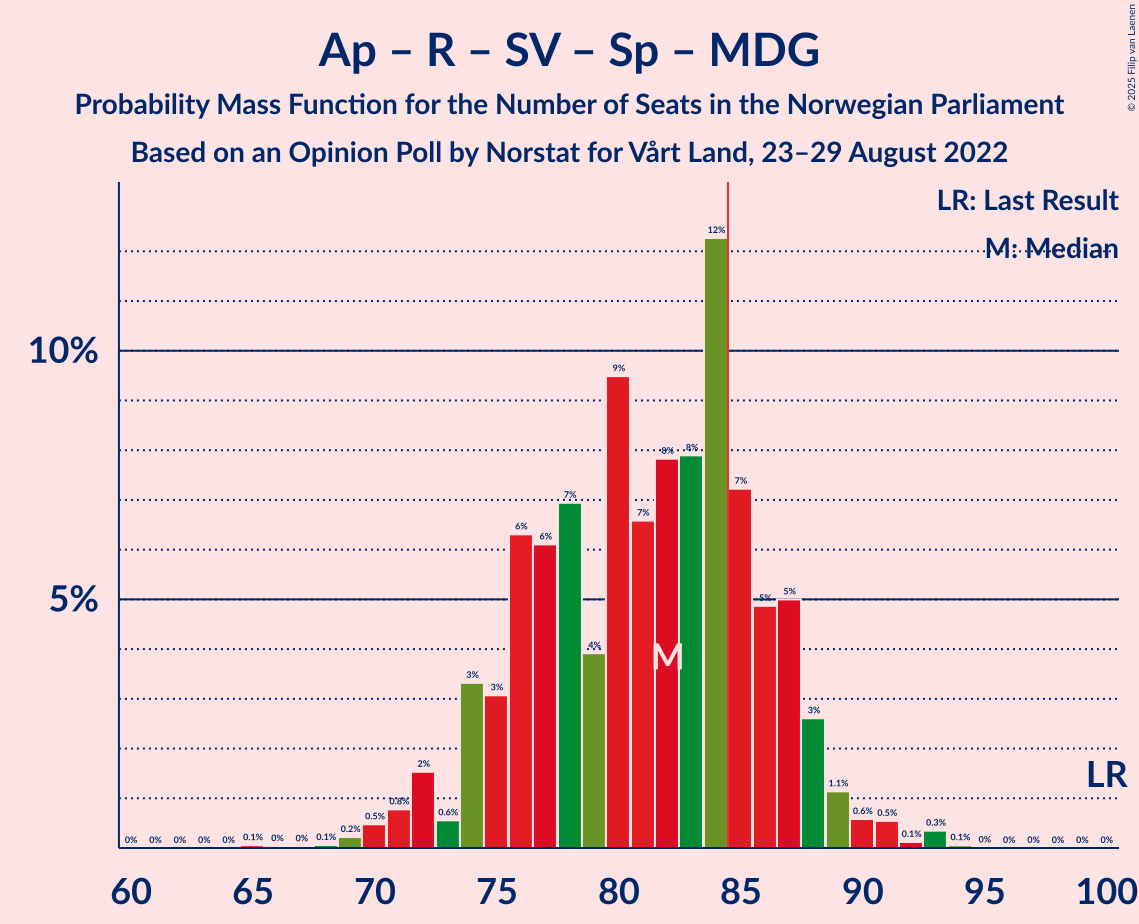 Ap – R – SV – Sp – MDG
Probability Mass Function for the Number of Seats in the Norwegian Parliament
Based on an Opinion Poll by Norstat for Vårt Land, 23–29 August 2022
© 2025 Filip van Laenen
LR: Last Result
M: Median
10%
5%
0% 0% 0% 0% 0% 0.1% 0% 0% 0.1% 0.2% 0.5% 0.8% 2% 0.6% 3% 3% 6% 6% 7% 4% 9% 7% 8% 8% 12% 7% 5% 5% 3% 1.1% 0.6% 0.5% 0.1% 0.3% 0.1% 0% 0% 0% 0% 0% 0%
M
LR
60 65 70 75 80 85 90 95 100